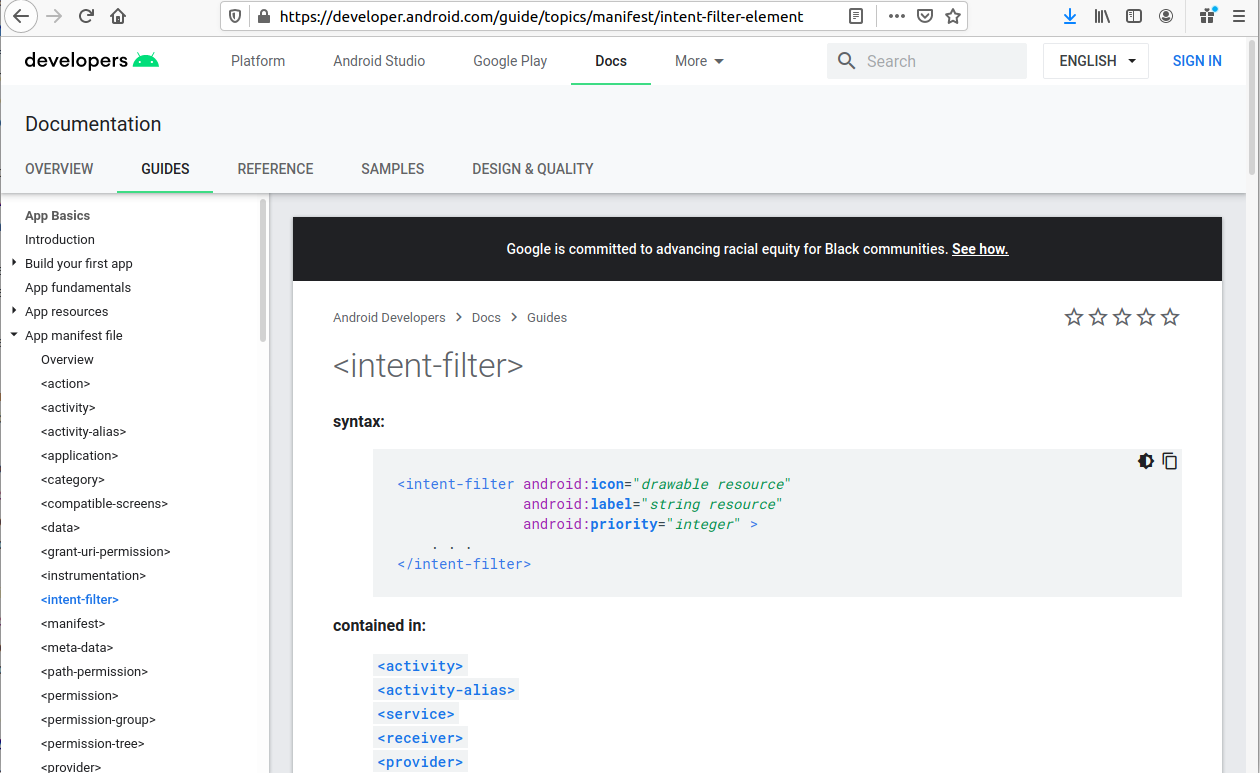 https://developer.android.com/guide/topics/manifest/intent-filter-element
developers
Platform
Android Studio
Google Play
Docs
More
Search
ENGLISH
SIGN IN
Documentation
OVERVIEW
GUIDES
REFERENCE
SAMPLES
DESIGN & QUALITY
App Basics
Introduction
Build your first app
App fundamentals
App resources
App manifest file
Overview
<action>
<activity>
<activity-alias>
<application>
<category>
<compatible-screens>
<data>
<grant-uri-permission>
<instrumentation>
<intent-filter>
<manifest>
<meta-data>
<path-permission>
<permission>
<permission-group>
<permission-tree>
<provider>
Google is committed to advancing racial equity for Black communities. See how.
Android Developers > Docs > Guides
<intent-filter>
syntax:
<intent-filter android:icon="drawable resource"
android:label="string resource"
android:priority="integer" >
. . .
</intent-filter>
contained in:
<activity>
<activity-alias>
<service>
<receiver>
<provider>